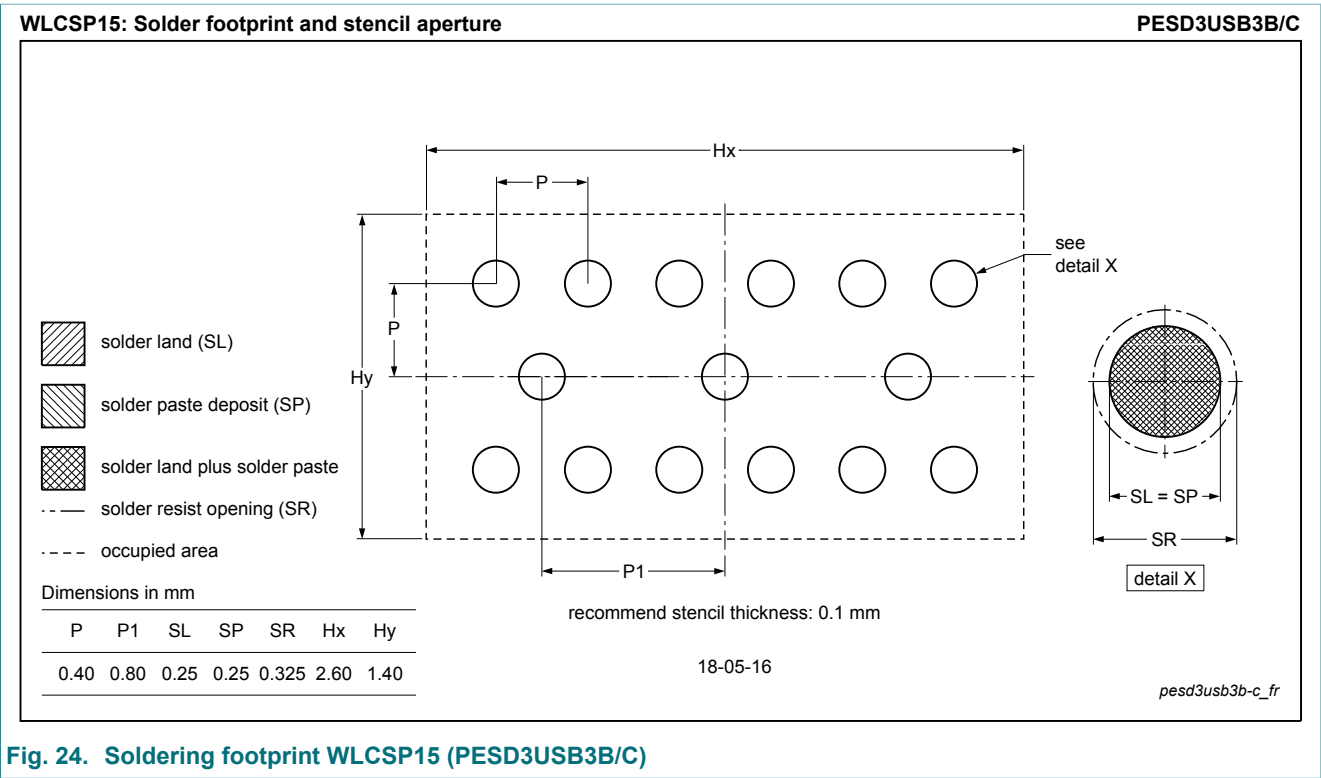 WLCSP15: Solder footprint and stencil aperture PESD3USB3B/C
Hx
P
see
detail X
P
solder land (SL)
Hy
solder paste deposit (SP)
solder land plus solder paste
SL = SP
solder resist opening (SR)
SR
occupied area
P1
detail X
Dimensions in mm
recommend stencil thickness: 0.1 mm
P P1 SL SP SR Hx Hy
0.40 0.80 0.25 0.25 0.325 2.60 1.40
18-05-16
pesd3usb3b-c_fr
Fig. 24. Soldering footprint WLCSP15 (PESD3USB3B/C)